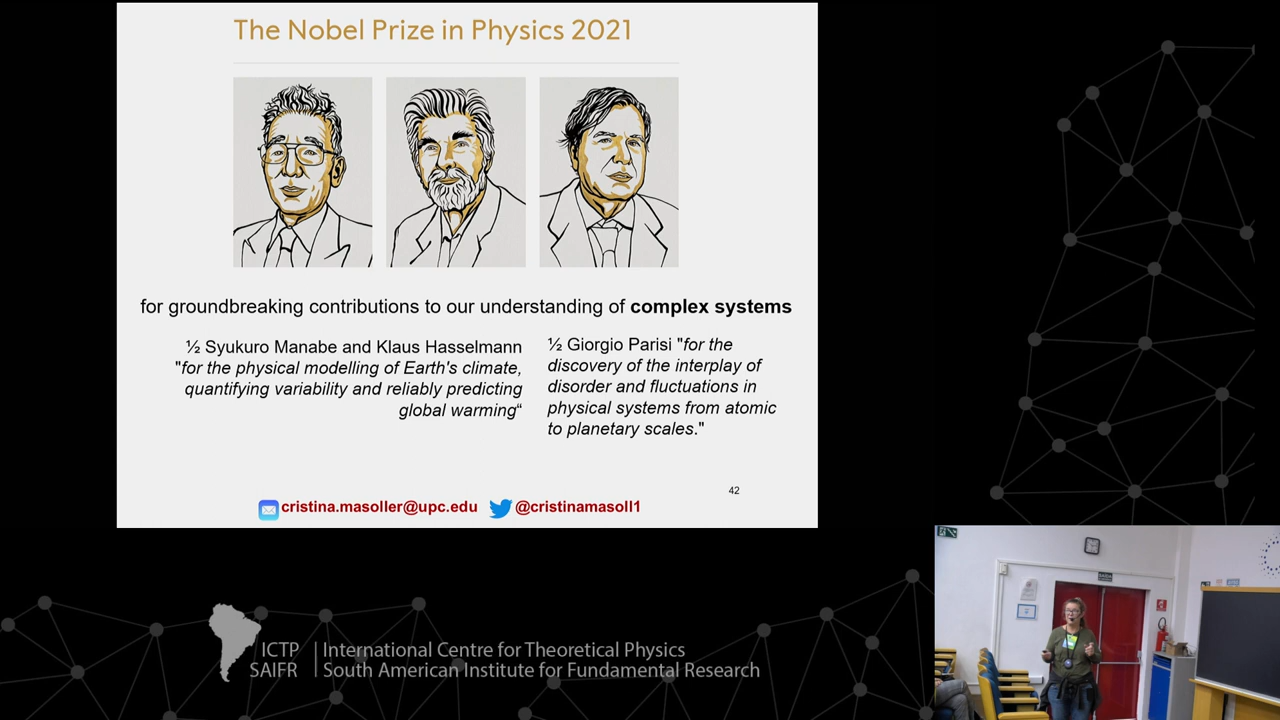 The Nobel Prize in Physics 2021
for groundbreaking contributions to our understanding of complex systems
½ Syukuro Manabe and Klaus Hasselmann
"for the physical modelling of Earth's climate,
quantifying variability and reliably predicting
global warming“
½ Giorgio Parisi "for the
discovery of the interplay of
disorder and fluctuations in
physical systems from atomic
to planetary scales."
42
cristina.masoller@upc.edu @cristinamasoll1
ICTP
SAIFR
International Centre for Theoretical Physics
South American Institute for Fundamental Research